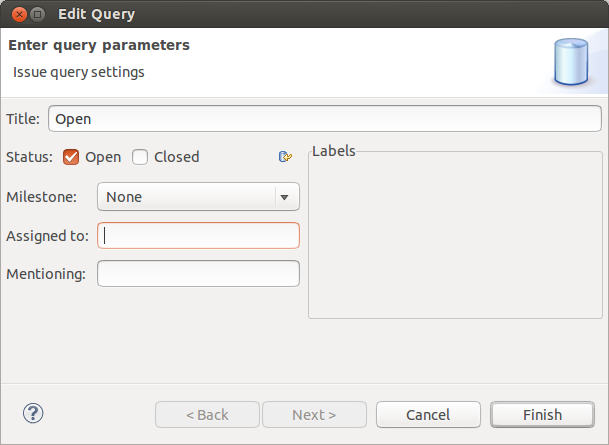 Edit Query
Enter query parameters
Issue query settings
Title: Open
Status: Open Closed
Labels
Milestone: None
Assigned to:
Mentioning:
? < Back Next > Cancel Finish